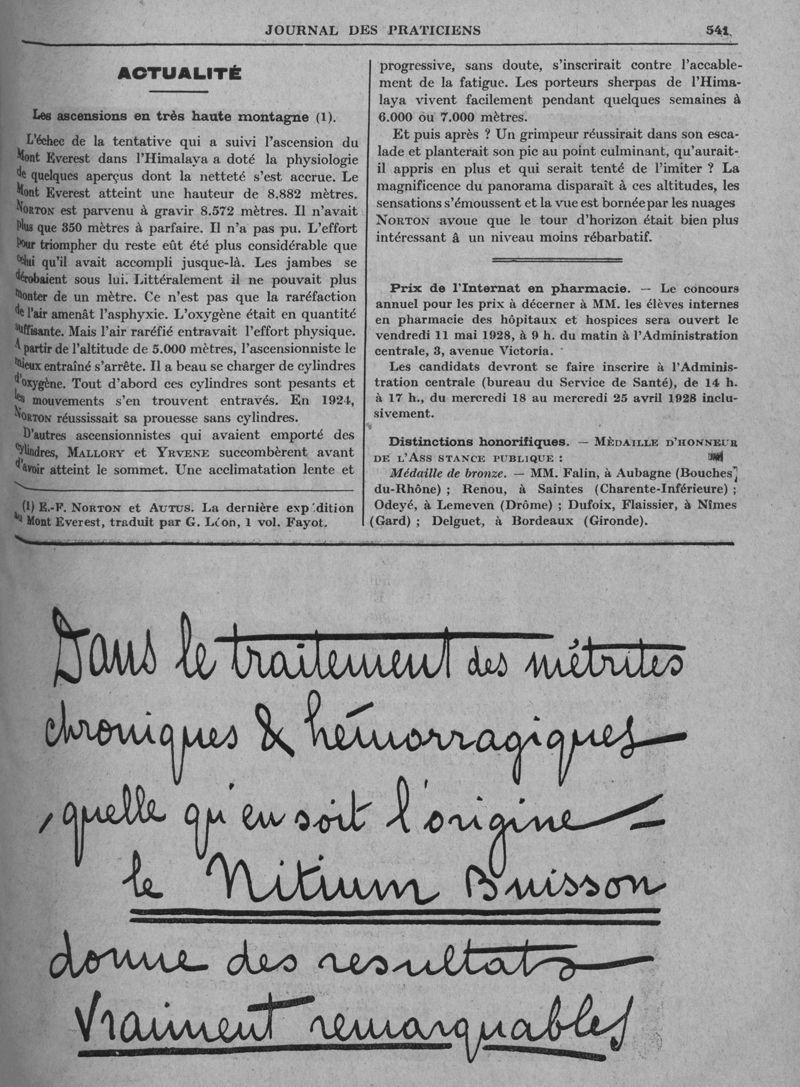 JOURNAL DES PRATICIENS 541
ACTUALITÉ
Les ascensions en très haute montagne (1).
L'échec de la tentative qui a suivi l'ascension du
Mont Everest dans l'Himalaya a doté la physiologie
de quelques aperçus dont la netteté s'est accrue. Le
Mont Everest atteint une hauteur de 8.882 mètres.
NORTON est parvenu à gravir 8.572 mètres. Il n'avait
plus que 350 mètres à parfaire. Il n'a pas pu. L'effort
pour triompher du reste eût été plus considérable que
celui qu'il avait accompli jusque-là. Les jambes se
dérobaient sous lui. Littéralement il ne pouvait plus
monter de un mètre. Ce n'est pas que la raréfaction
de l'air amenât l'asphyxie. L'oxygène était en quantité
suffisante. Mais l'air raréfié entravait l'effort physique.
A partir de l'altitude de 5.000 mètres, l'ascensionniste le
mieux entraîné s'arrête. Il a beau se charger de cylindres
d'oxygène. Tout d'abord ces cylindres sont pesants et
les mouvements s'en trouvent entravés. En 1924,
NORTON réussissait sa prouesse sans cylindres.
D'autres ascensionnistes qui avaient emporté des
cylindres, MALLORY et YRVENE succombèrent avant
d'avoir atteint le sommet. Une acclimatation lente et
(1) E.-F. NORTON et AUTUS. La dernière expédition
au Mont Everest, traduit par G. Léon, 1 vol. Fayot.
progressive, sans doute, s'inscrirait contre l'accable-
ment de la fatigue. Les porteurs sherpas de l'Hima-
laya vivent facilement pendant quelques semaines à
6.000 ou 7.000 mètres.
Et puis après ? Un grimpeur réussirait dans son esca-
lade et planterait son pic au point culminant, qu'aurait-
il appris en plus et qui serait tenté de l'imiter ? La
magnificence du panorama disparaît à ces altitudes, les
sensations s'émoussent et la vue est bornée par les nuages
NORTON avoue que le tour d'horizon était bien plus
intéressant à un niveau moins rébarbatif.
Prix de l'Internat en pharmacie. — Le concours
annuel pour les prix à décerner à MM. les élèves internes
en pharmacie des hôpitaux et hospices sera ouvert le
vendredi 11 mai 1928, à 9 h. du matin à l'Administration
centrale, 3, avenue Victoria.
Les candidats devront se faire inscrire à l'Adminis-
tration centrale (bureau du Service de Santé), de 14 h.
à 17 h., du mercredi 18 au mercredi 25 avril 1928 inclu-
sivement.
Distinctions honorifiques. — MÉDAILLE D'HONNEUR
DE L'ASS STANCE PUBLIQUE :
Médaille de bronze. — MM. Falin, à Aubagne (Bouches
du-Rhône) ; Renou, à Saintes (Charente-Inférieure) ;
Odeyé, à Lemeven (Drôme) ; Dufoix, Flaissier, à Nîmes
(Gard) ; Delguet, à Bordeaux (Gironde).
Dans le traitement des métrites
chroniques & hémorragiques
, quelle qu'en soit l'origine =
le Nitium Buisson
donne des resultats
vraiment remarquables